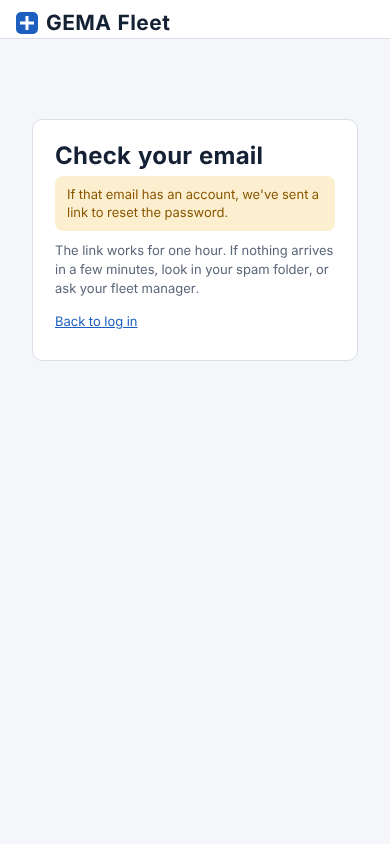 GEMA Fleet
Check your email
If that email has an account, we've sent a
link to reset the password.
The link works for one hour. If nothing arrives
in a few minutes, look in your spam folder, or
ask your fleet manager.
Back to log in